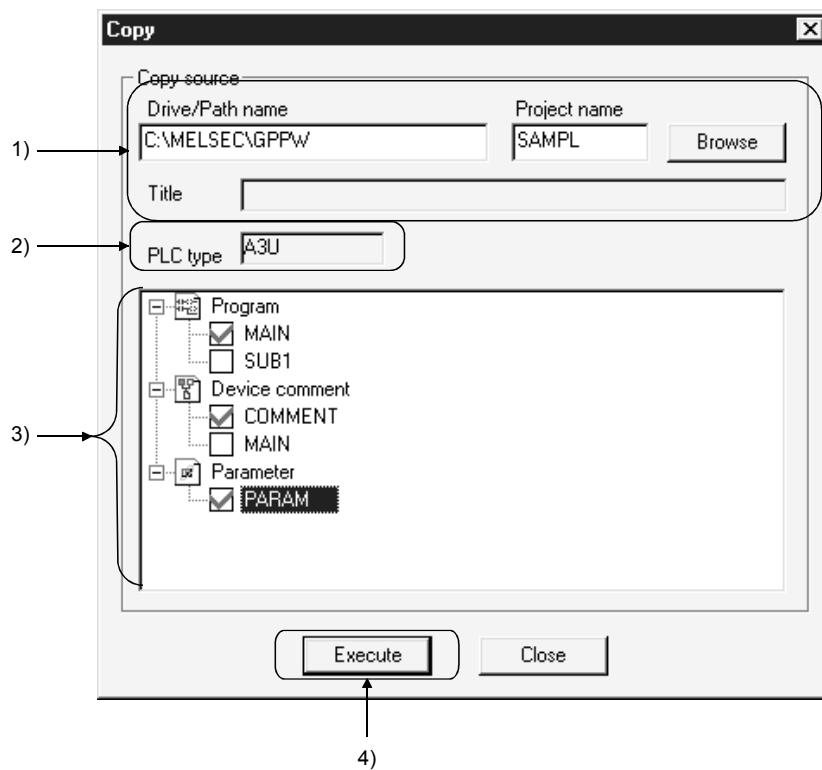 Copy
Copy source
Drive/Path name Project name
1) C:\MELSEC\GPPW SAMPL Browse
Title
2) PLC type A3U
Program
MAIN
SUB1
Device comment
3) COMMENT
MAIN
Parameter
PARAM
Execute Close
4)